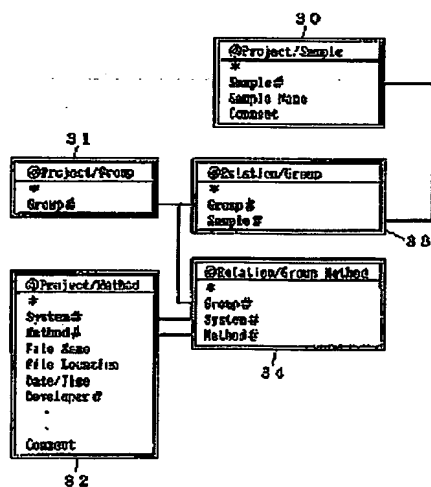 30
@Project/Sample
*
Sample#
Sample Name
Comment
31
@Project/Group
*
Group#
@Relation/Group
*
Group#
Sample#
33
@Project/Method
*
System#
Method#
File Name
File Location
Date/Time
Developer#
.
.
Comment
32
@Relation/Group Method
*
Group#
System#
Method#
34